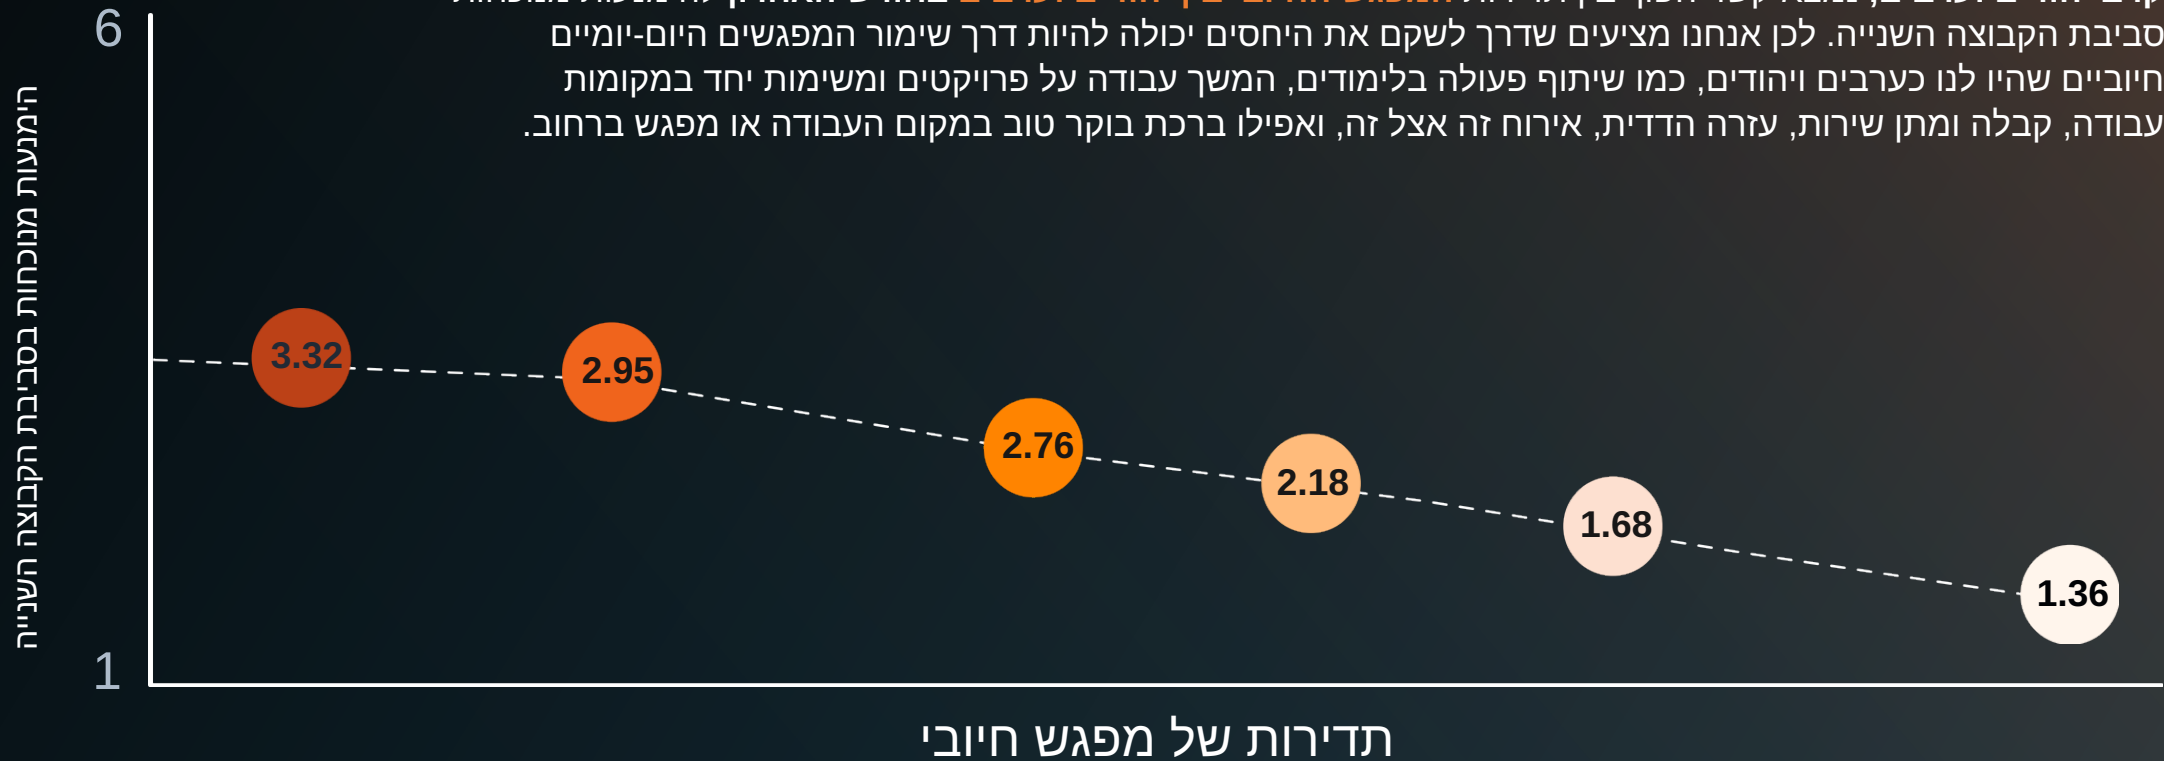 6
סביבת הקבוצה השנייה. לכן אנחנו מציעים שדרך לשקם את היחסים יכולה להיות דרך שימור המפגשים היום-יומיים
חיוביים שהיו לנו כערבים ויהודים, כמו שיתוף פעולה בלימודים, המשך עבודה על פרויקטים ומשימות יחד במקומות
עבודה, קבלה ומתן שירות, עזרה הדדית, אירוח זה אצל זה, ואפילו ברכת בוקר טוב במקום העבודה או מפגש ברחוב.
הימנעות מנוכחות בסביבת הקבוצה השנייה
3.32
2.95
2.76
2.18
1.68
1.36
1
תדירות של מפגש חיובי